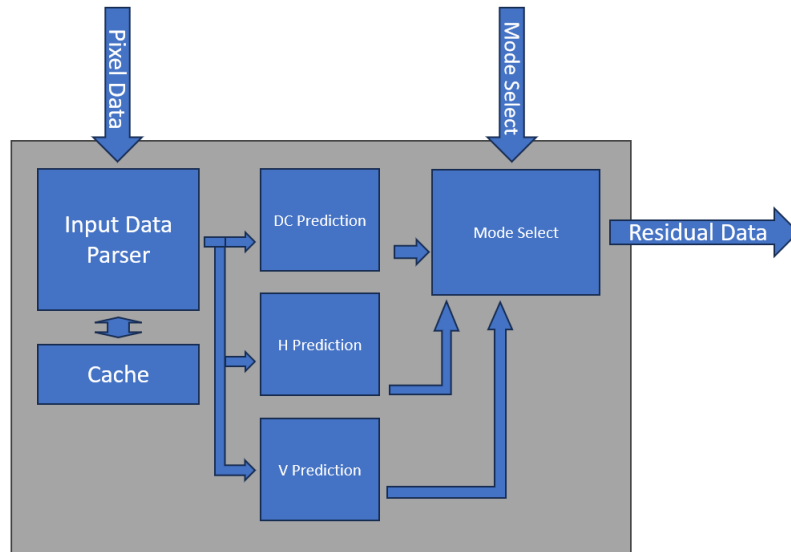 Pixel Data
Mode Select
Input Data
Parser
DC Prediction
Mode Select
Residual Data
H Prediction
Cache
V Prediction